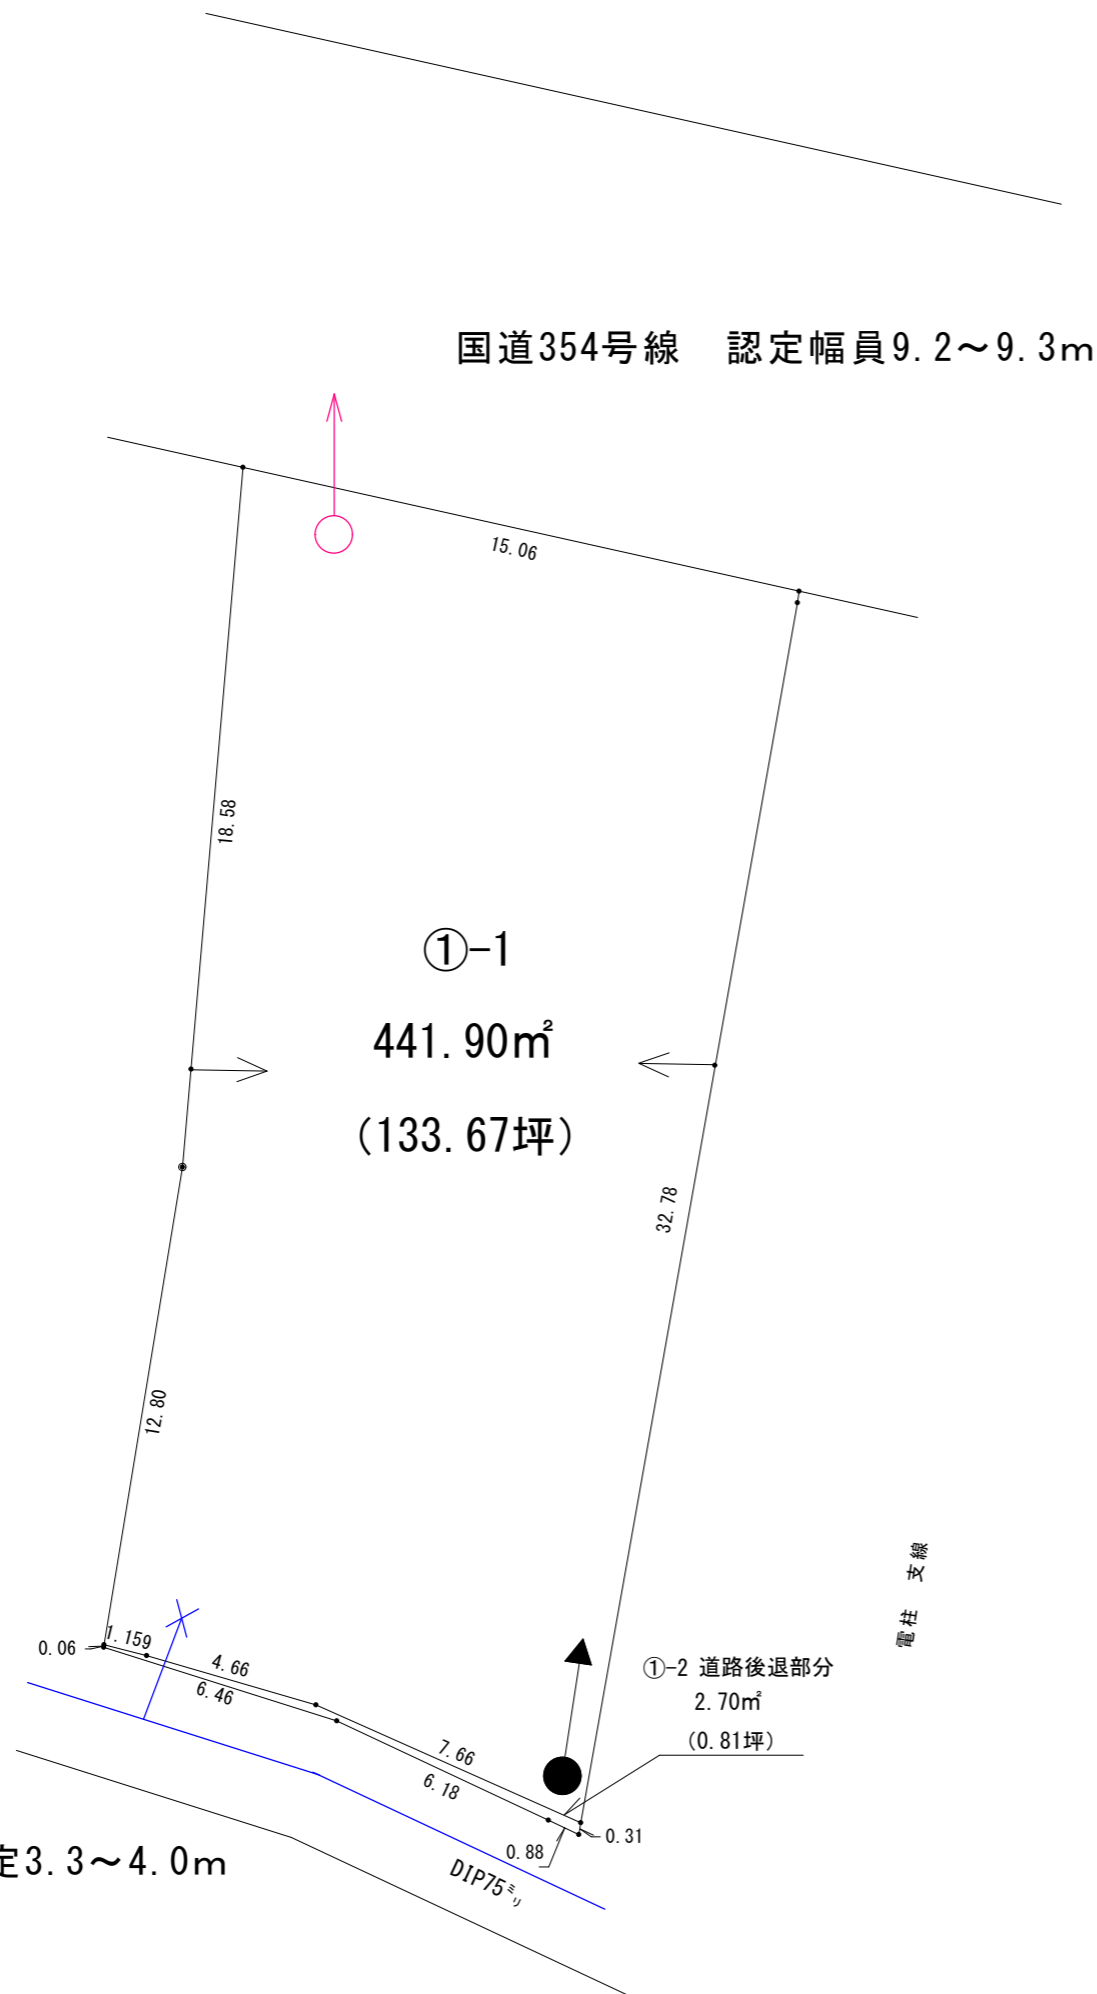 国道354号線　認定幅員9.2～9.3m
15.06
18.58
①-1
441.90㎡
(133.67坪)
32.78
12.80
電柱　支線
0.06
1.159
4.66
6.46
①-2 道路後退部分
2.70㎡
(0.81坪)
7.66
6.18
0.31
0.88
定3.3～4.0m
DIP75㍉